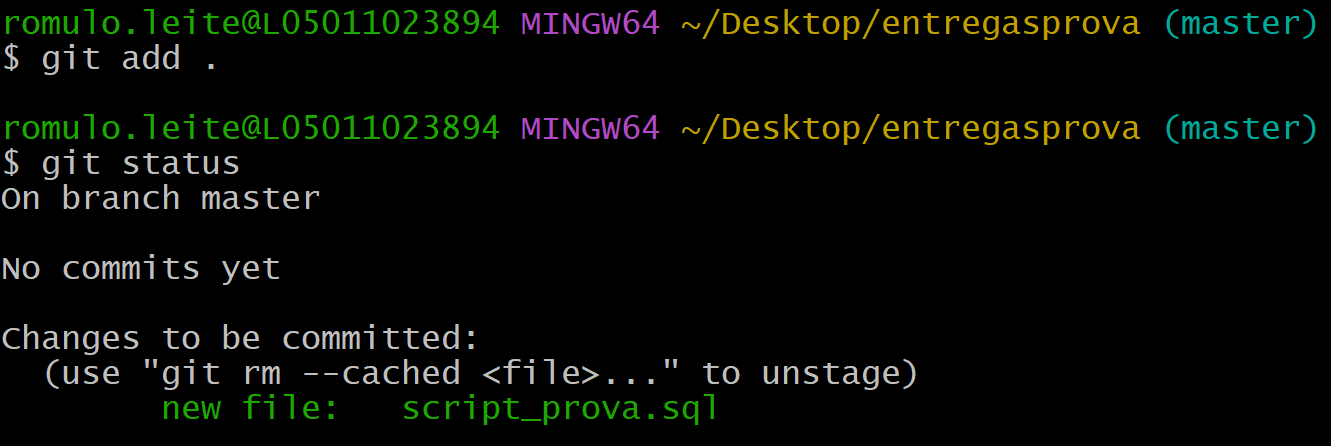 romulo.leite@L05011023894 MINGW64 ~/Desktop/entregasprova (master)
$ git add .
romulo.leite@L05011023894 MINGW64 ~/Desktop/entregasprova (master)
$ git status
On branch master
No commits yet
Changes to be committed:
  (use "git rm --cached <file>..." to unstage)
        new file:   script_prova.sql